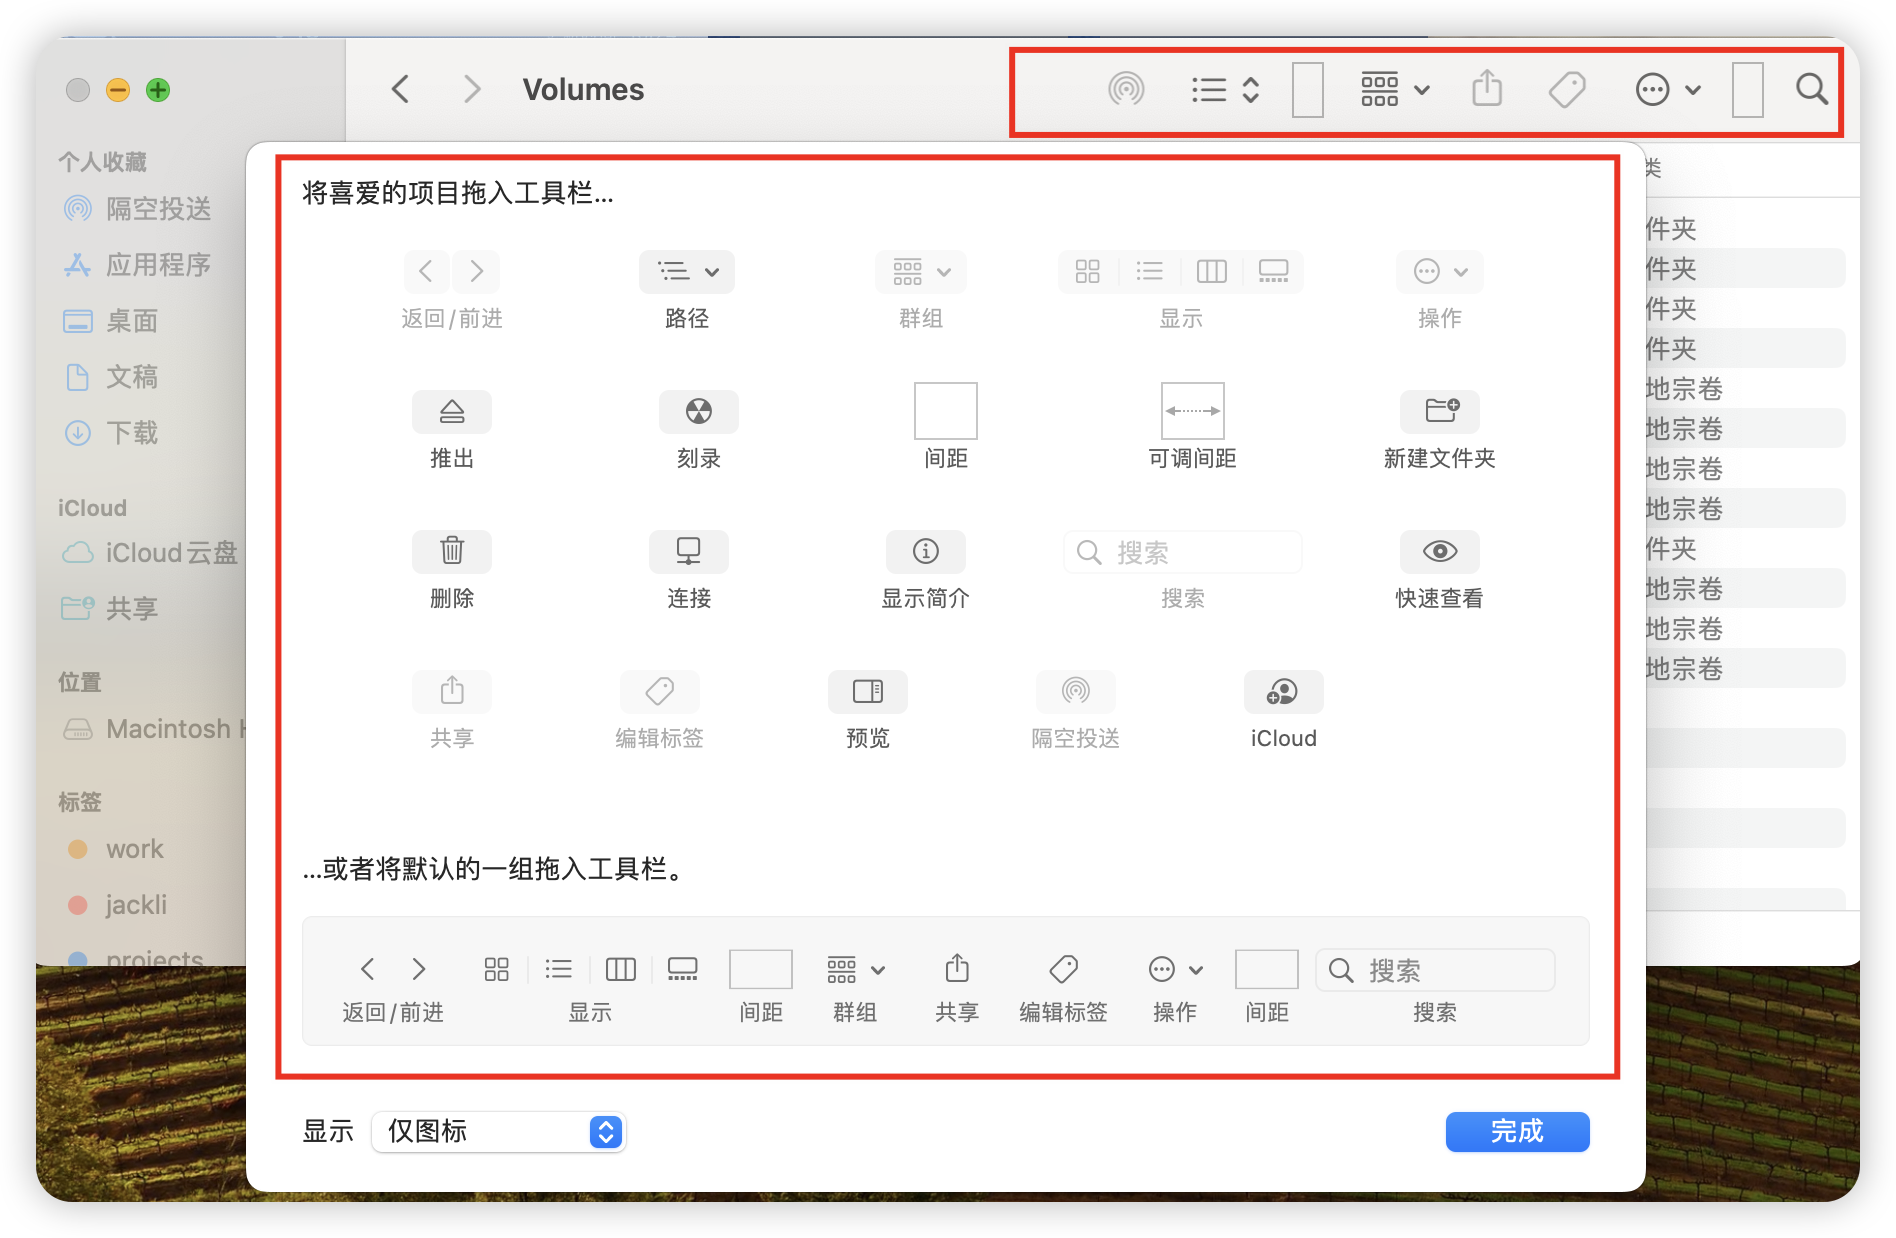 Volumes
个人收藏
隔空投送
应用程序
桌面
文稿
下载
iCloud
iCloud云盘
共享
位置
Macintosh H
标签
work
jackli
projects
将喜爱的项目拖入工具栏...
返回/前进 路径 群组 显示 操作
推出 刻录 间距 可调间距 新建文件夹
搜索
删除 连接 显示简介 搜索 快速查看
共享 编辑标签 预览 隔空投送 iCloud
...或者将默认的一组拖入工具栏。
搜索
返回/前进 显示 间距 群组 共享 编辑标签 操作 间距 搜索
显示 仅图标 完成
类
件夹
件夹
件夹
件夹
地宗卷
地宗卷
地宗卷
地宗卷
件夹
地宗卷
地宗卷
地宗卷